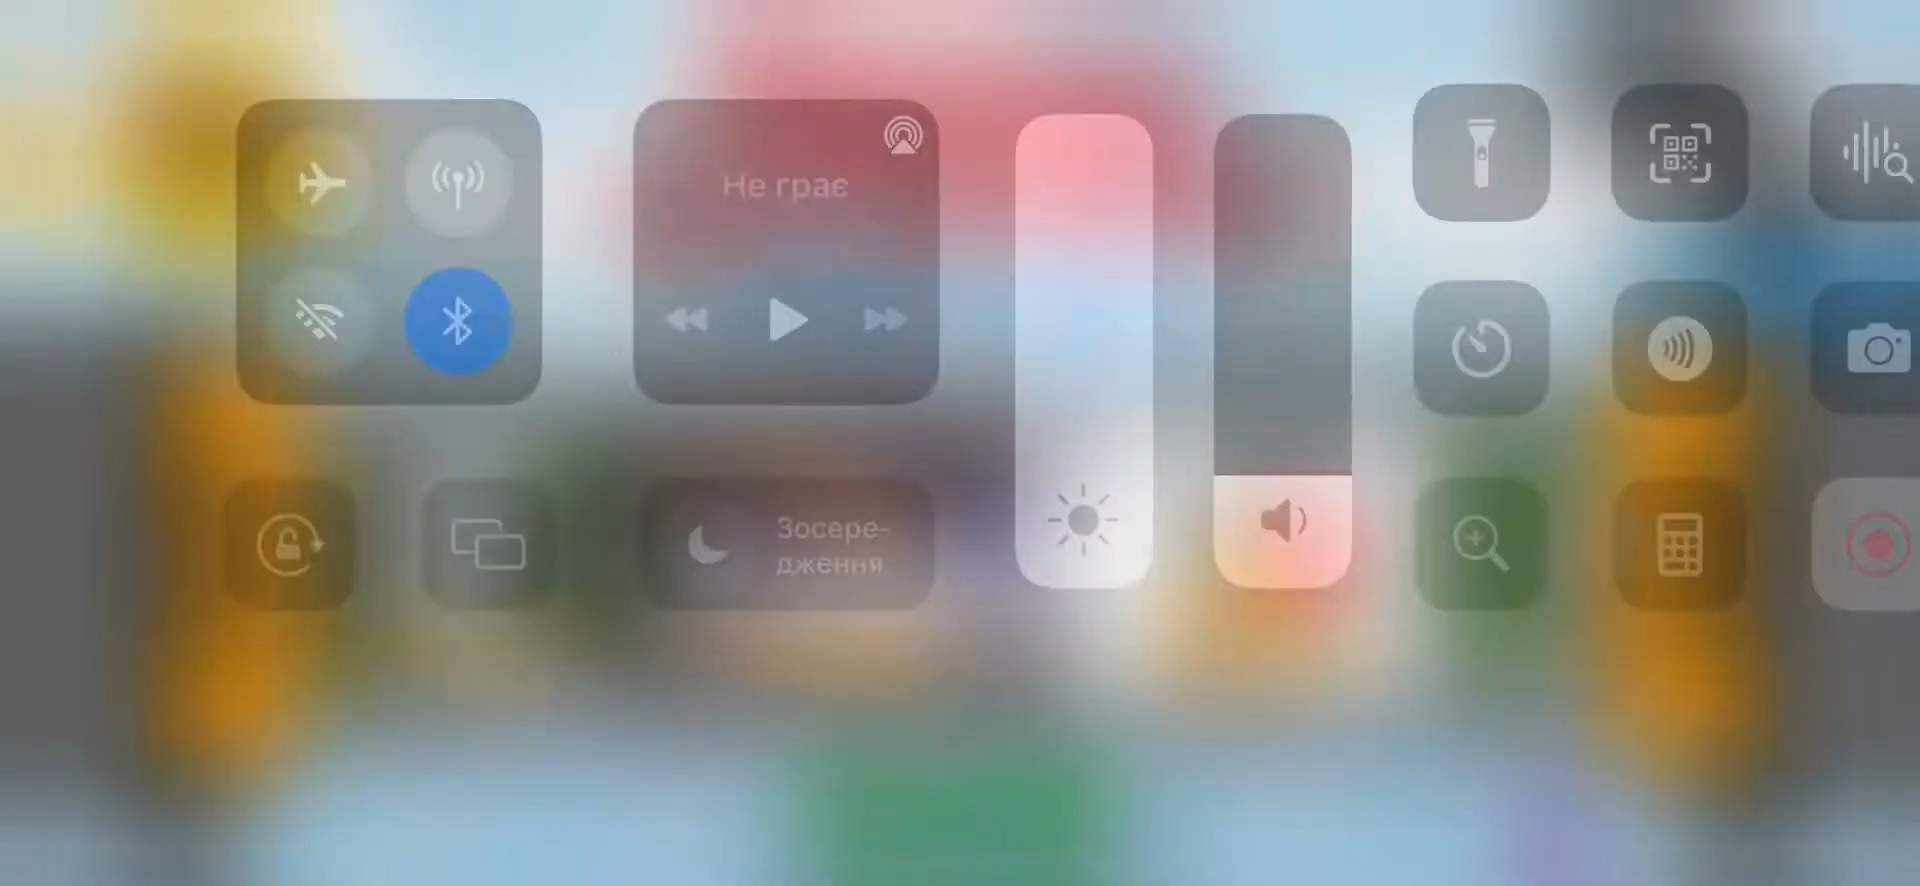 Не грає
Зосере-
дження